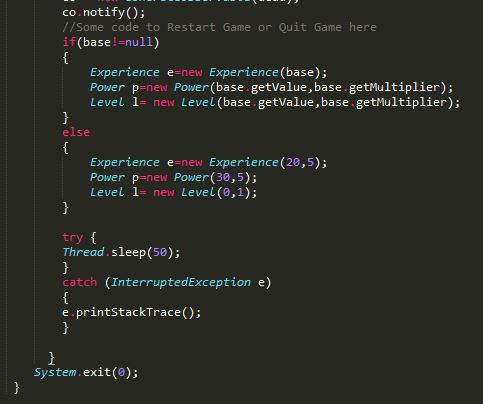 co.notify();
//Some code to Restart Game or Quit Game here
if(base!=null)
{
Experience e=new Experience(base);
Power p=new Power(base.getValue,base.getMultiplier);
Level l= new Level(base.getValue,base.getMultiplier);
}
else
{
Experience e=new Experience(20,5);
Power p=new Power(30,5);
Level l= new Level(0,1);
}
try {
Thread.sleep(50);
}
catch (InterruptedException e)
{
e.printStackTrace();
}
}
System.exit(0);
}